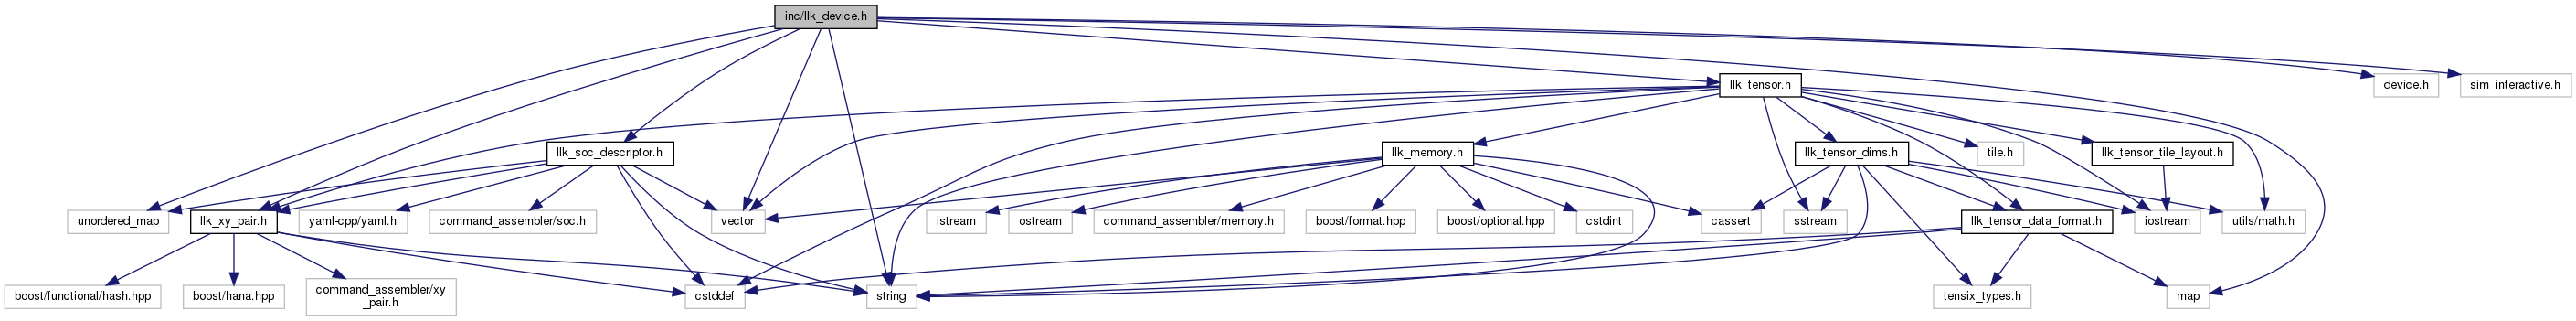 inc/llk_device.h
llk_tensor.h
device.h
sim_interactive.h
llk_soc_descriptor.h
llk_memory.h
llk_tensor_dims.h
tile.h
llk_tensor_tile_layout.h
unordered_map
llk_xy_pair.h
yaml-cpp/yaml.h
command_assembler/soc.h
vector
istream
ostream
command_assembler/memory.h
boost/format.hpp
boost/optional.hpp
cstdint
cassert
sstream
llk_tensor_data_format.h
iostream
utils/math.h
boost/functional/hash.hpp
boost/hana.hpp
command_assembler/xy
_pair.h
cstddef
string
tensix_types.h
map